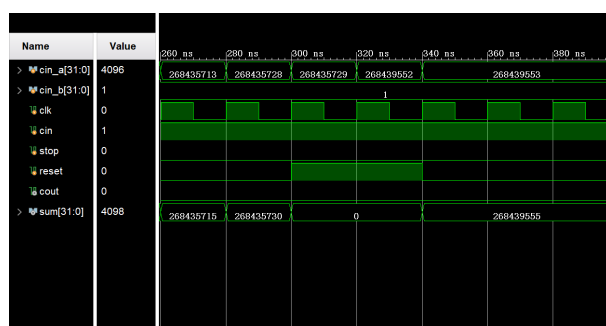 Name Value 260 ns 280 ns 300 ns 320 ns 340 ns 360 ns 380 ns
cin_a[31:0] 4096 268435713 268435728 268435729 268439552 268439553
cin_b[31:0] 1 1
clk 0
cin 1
stop 0
reset 0
cout 0
sum[31:0] 4098 268435715 268435730 0 268439555